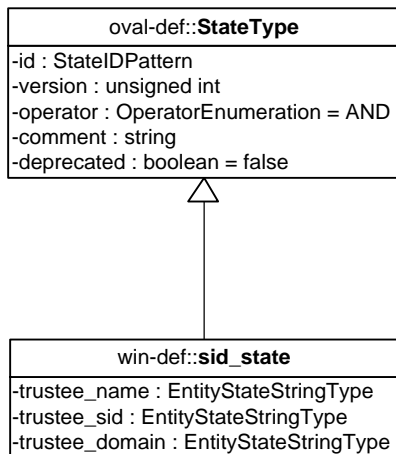 oval-def::StateType
-id : StateIDPattern
-version : unsigned int
-operator : OperatorEnumeration = AND
-comment : string
-deprecated : boolean = false
win-def::sid_state
-trustee_name : EntityStateStringType
-trustee_sid : EntityStateStringType
-trustee_domain : EntityStateStringType